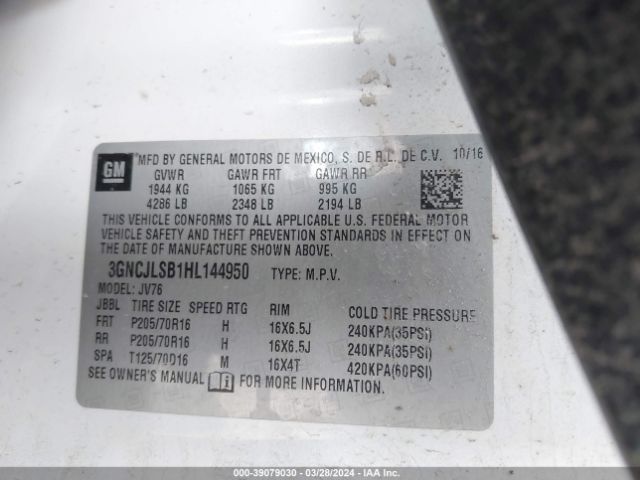 GM
MFD BY GENERAL MOTORS DE MEXICO, S. DE R.L. DE C.V. 10/16
GVWR GAWR FRT GAWR RR
1944 KG 1065 KG 995 KG
4286 LB 2348 LB 2194 LB
THIS VEHICLE CONFORMS TO ALL APPLICABLE U.S. FEDERAL MOTOR
VEHICLE SAFETY AND THEFT PREVENTION STANDARDS IN EFFECT ON
THE DATE OF MANUFACTURE SHOWN ABOVE.
3GNCJLSB1HL144950 TYPE: M.P.V.
MODEL: JV76
JBBL TIRE SIZE SPEED RTG RIM COLD TIRE PRESSURE
FRT P205/70R16 H 16X6.5J 240KPA(35PSI)
RR P205/70R16 H 16X6.5J 240KPA(35PSI)
SPA T125/70D16 M 16X4T 420KPA(60PSI)
SEE OWNER'S MANUAL FOR MORE INFORMATION.
000-39079030 - 03/28/2024 - IAA Inc.